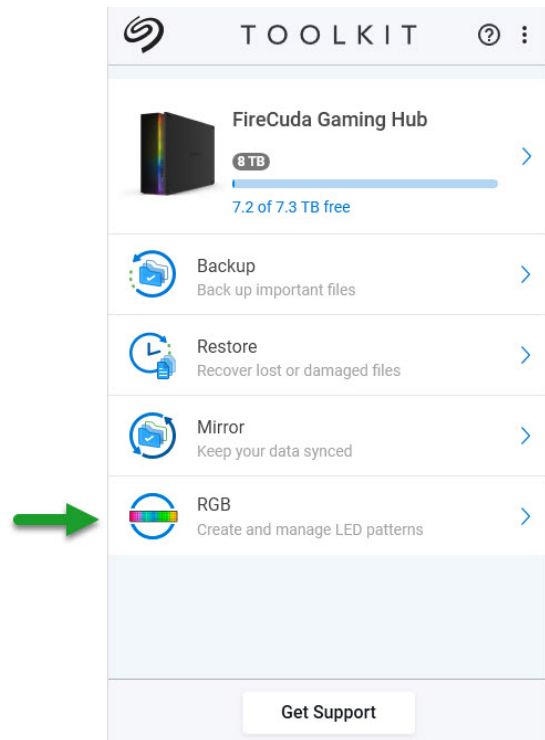 TOOLKIT
FireCuda Gaming Hub
8 TB
7.2 of 7.3 TB free
Backup
Back up important files
Restore
Recover lost or damaged files
Mirror
Keep your data synced
RGB
Create and manage LED patterns
Get Support